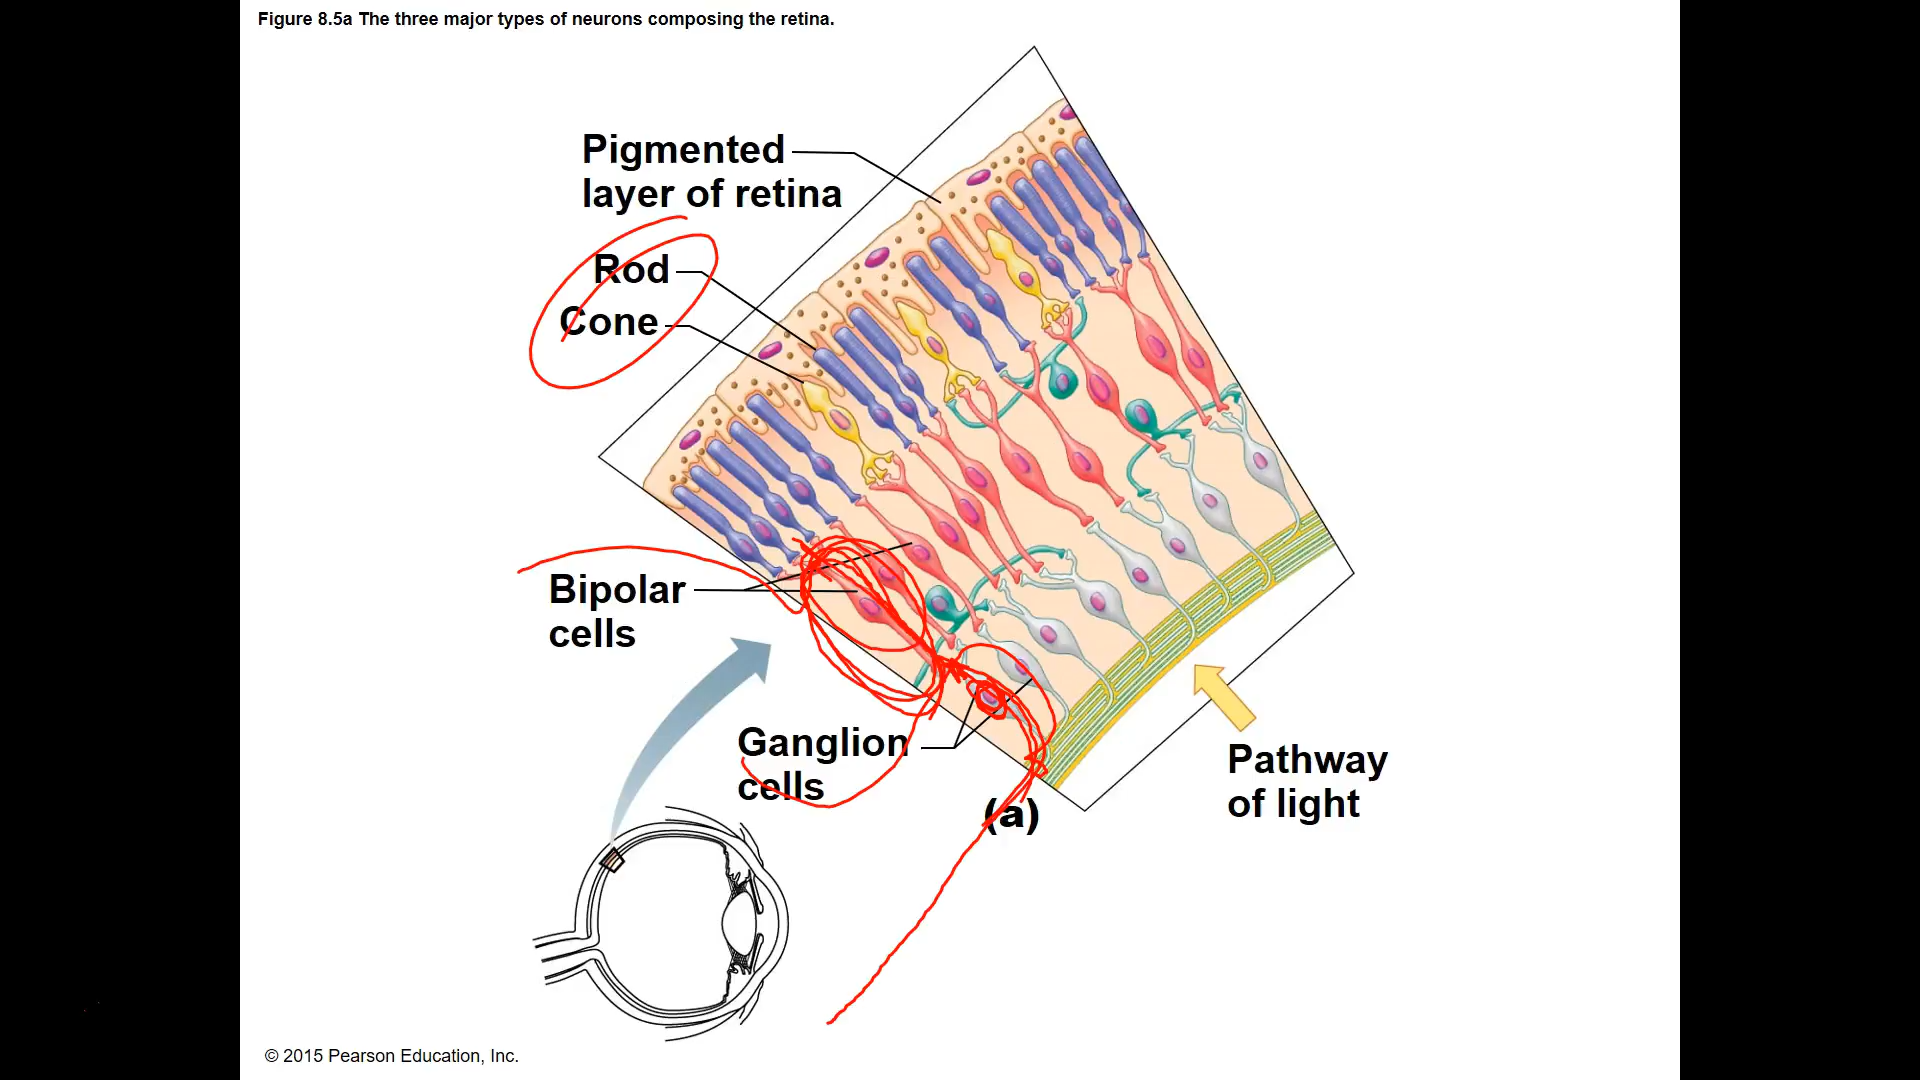 Figure 8.5a The three major types of neurons composing the retina.
Pigmented
layer of retina
Rod
Cone
Bipolar
cells
Ganglion
cells
(a)
Pathway
of light
© 2015 Pearson Education, Inc.